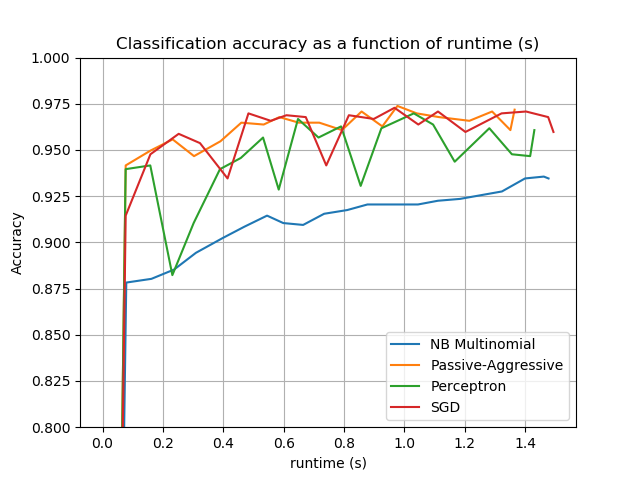 Classification accuracy as a function of runtime (s)
1.000
0.975
0.950
0.925
0.900
0.875
0.850
0.825
0.800
Accuracy
NB Multinomial
Passive-Aggressive
Perceptron
SGD
0.0 0.2 0.4 0.6 0.8 1.0 1.2 1.4
runtime (s)